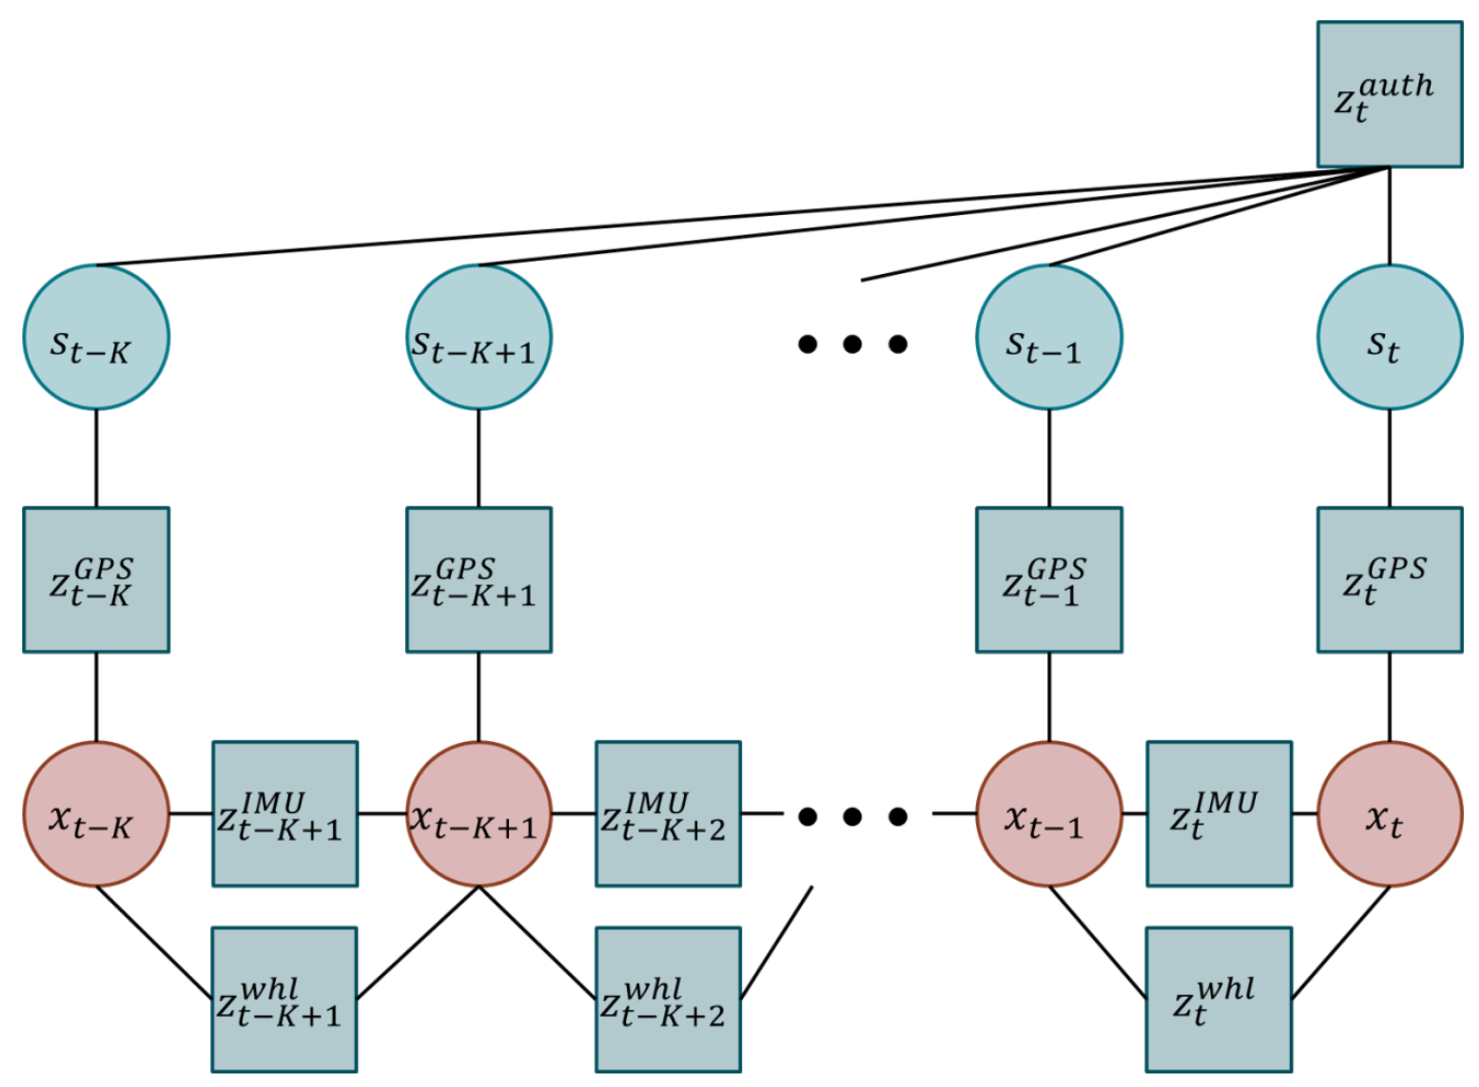 z_t^{auth}
s_{t−K} s_{t−K+1} • • • s_{t−1} s_t
z_{t−K}^{GPS} z_{t−K+1}^{GPS} z_{t−1}^{GPS} z_t^{GPS}
x_{t−K} z_{t−K+1}^{IMU} x_{t−K+1} z_{t−K+2}^{IMU} • • • x_{t−1} z_t^{IMU} x_t
z_{t−K+1}^{whl} z_{t−K+2}^{whl} z_t^{whl}